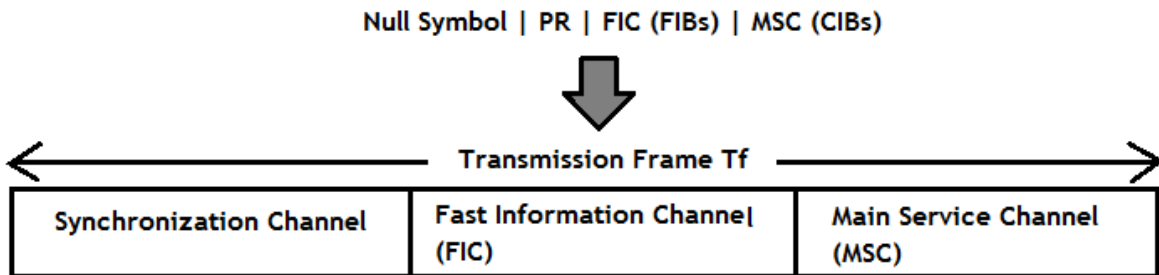 Null Symbol | PR | FIC (FIBs) | MSC (CIBs)
Transmission Frame Tf
Synchronization Channel
Fast Information Channel
(FIC)
Main Service Channel
(MSC)